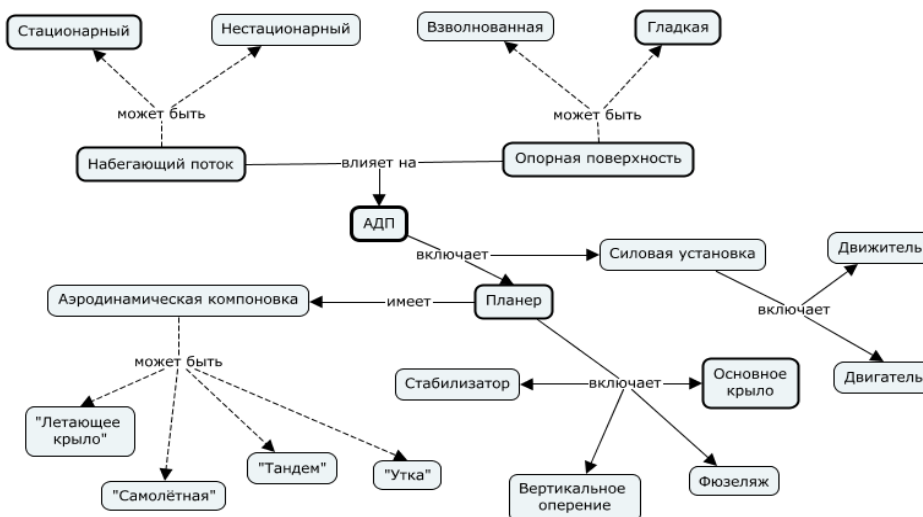 Стационарный
Нестационарный
Взволнованная
Гладкая
может быть
может быть
Набегающий поток
влияет на
Опорная поверхность
АДП
включает
Силовая установка
Движитель
Аэродинамическая компоновка
имеет
Планер
включает
может быть
Стабилизатор
включает
Основное
крыло
Двигатель
"Летающее
крыло"
"Тандем"
"Утка"
"Самолётная"
Вертикальное
оперение
Фюзеляж